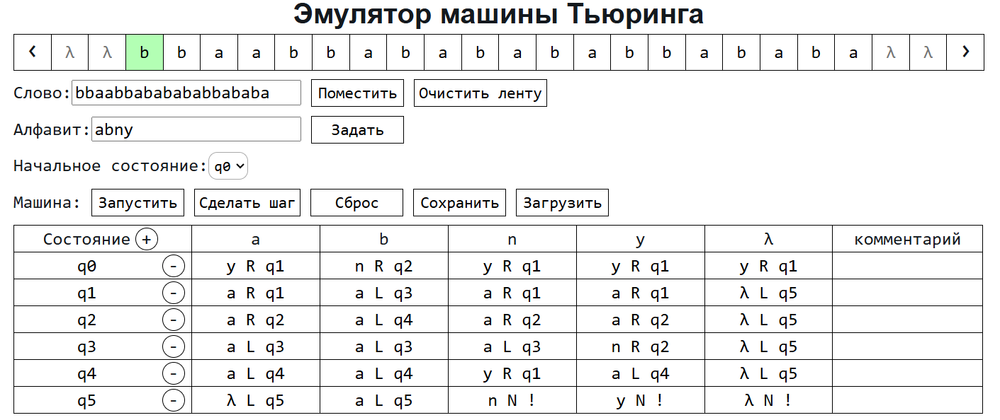 Эмулятор машины Тьюринга
< λ λ b b a a b b a b a b a b a b b a b a b a λ λ >
Слово: bbaabbabababbababa Поместить Очистить ленту
Алфавит: abny Задать
Начальное состояние: q0
Машина: Запустить Сделать шаг Сброс Сохранить Загрузить
Состояние + a b n y λ комментарий
q0 - y R q1 n R q2 y R q1 y R q1 y R q1
q1 - a R q1 a L q3 a R q1 a R q1 λ L q5
q2 - a R q2 a L q4 a R q2 a R q2 λ L q5
q3 - a L q3 a L q3 a L q3 n R q2 λ L q5
q4 - a L q4 a L q4 y R q1 a L q4 λ L q5
q5 - λ L q5 a L q5 n N ! y N ! λ N !